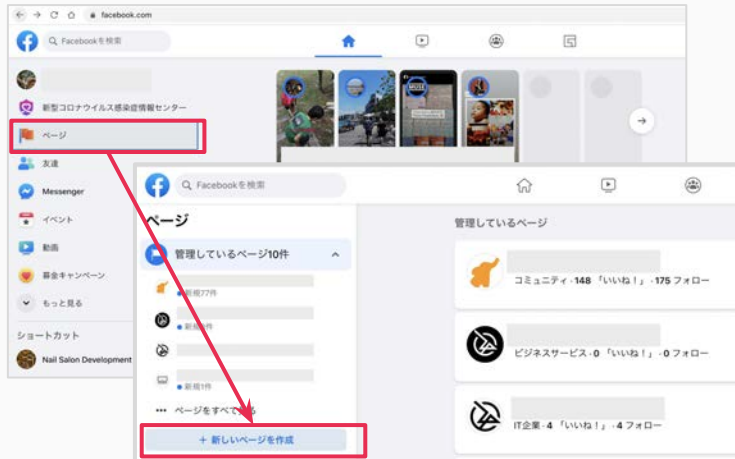 facebook.com
Facebookを検索
新型コロナウイルス感染症情報センター
ページ
友達
Messenger
イベント
動画
募金キャンペーン
もっと見る
ショートカット
Nail Salon Development
MUSE
Facebookを検索
ページ
管理しているページ10件
新規77件
新規1件
ページをすべて見る
+ 新しいページを作成
管理しているページ
コミュニティ・148 「いいね！」・175 フォロー
ビジネスサービス・0 「いいね！」・0 フォロー
IT企業・4 「いいね！」・4 フォロー